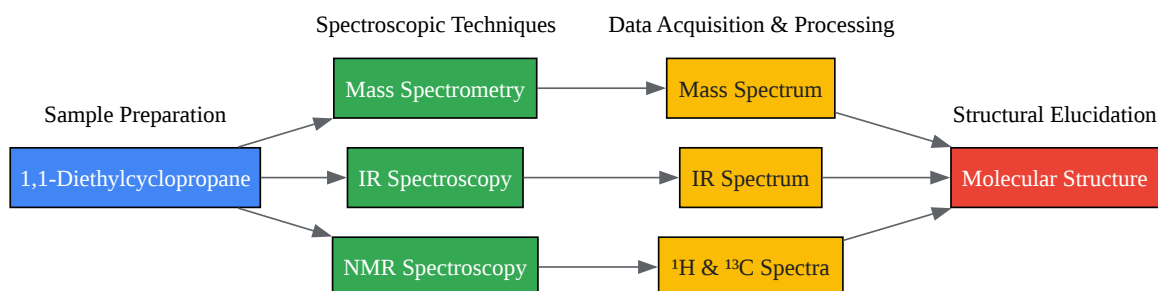 Spectroscopic Techniques
Data Acquisition & Processing
Mass Spectrometry
Mass Spectrum
Sample Preparation
Structural Elucidation
1,1-Diethylcyclopropane
IR Spectroscopy
IR Spectrum
Molecular Structure
NMR Spectroscopy
¹H & ¹³C Spectra